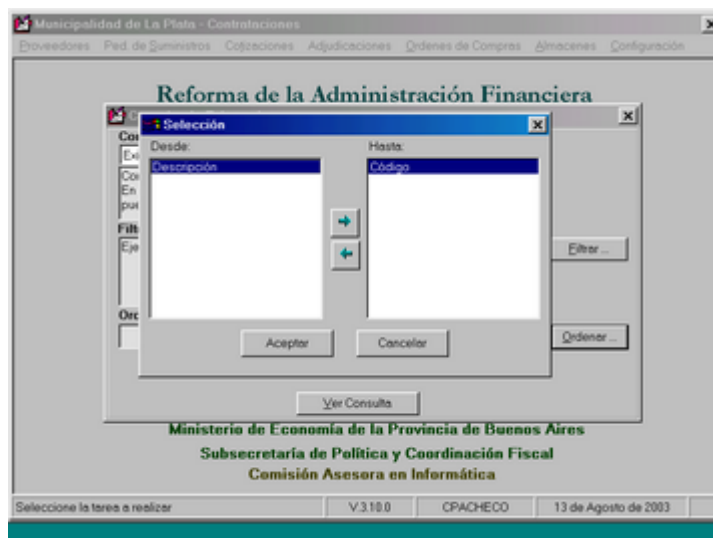 Municipalidad de La Plata - Contrataciones
Proveedores Ped. de Suministros Cotizaciones Adjudicaciones Ordenes de Compras Almacenes Configuración
Reforma de la Administración Financiera
Selección
Desde: Hasta:
Descripción Código
En
Filtrar ...
Aceptar Cancelar
Ordenar ...
Ver Consulta
Ministerio de Economía de la Provincia de Buenos Aires
Subsecretaría de Política y Coordinación Fiscal
Comisión Asesora en Informática
Seleccione la tarea a realizar V.3.10.0 CPACHECO 13 de Agosto de 2003